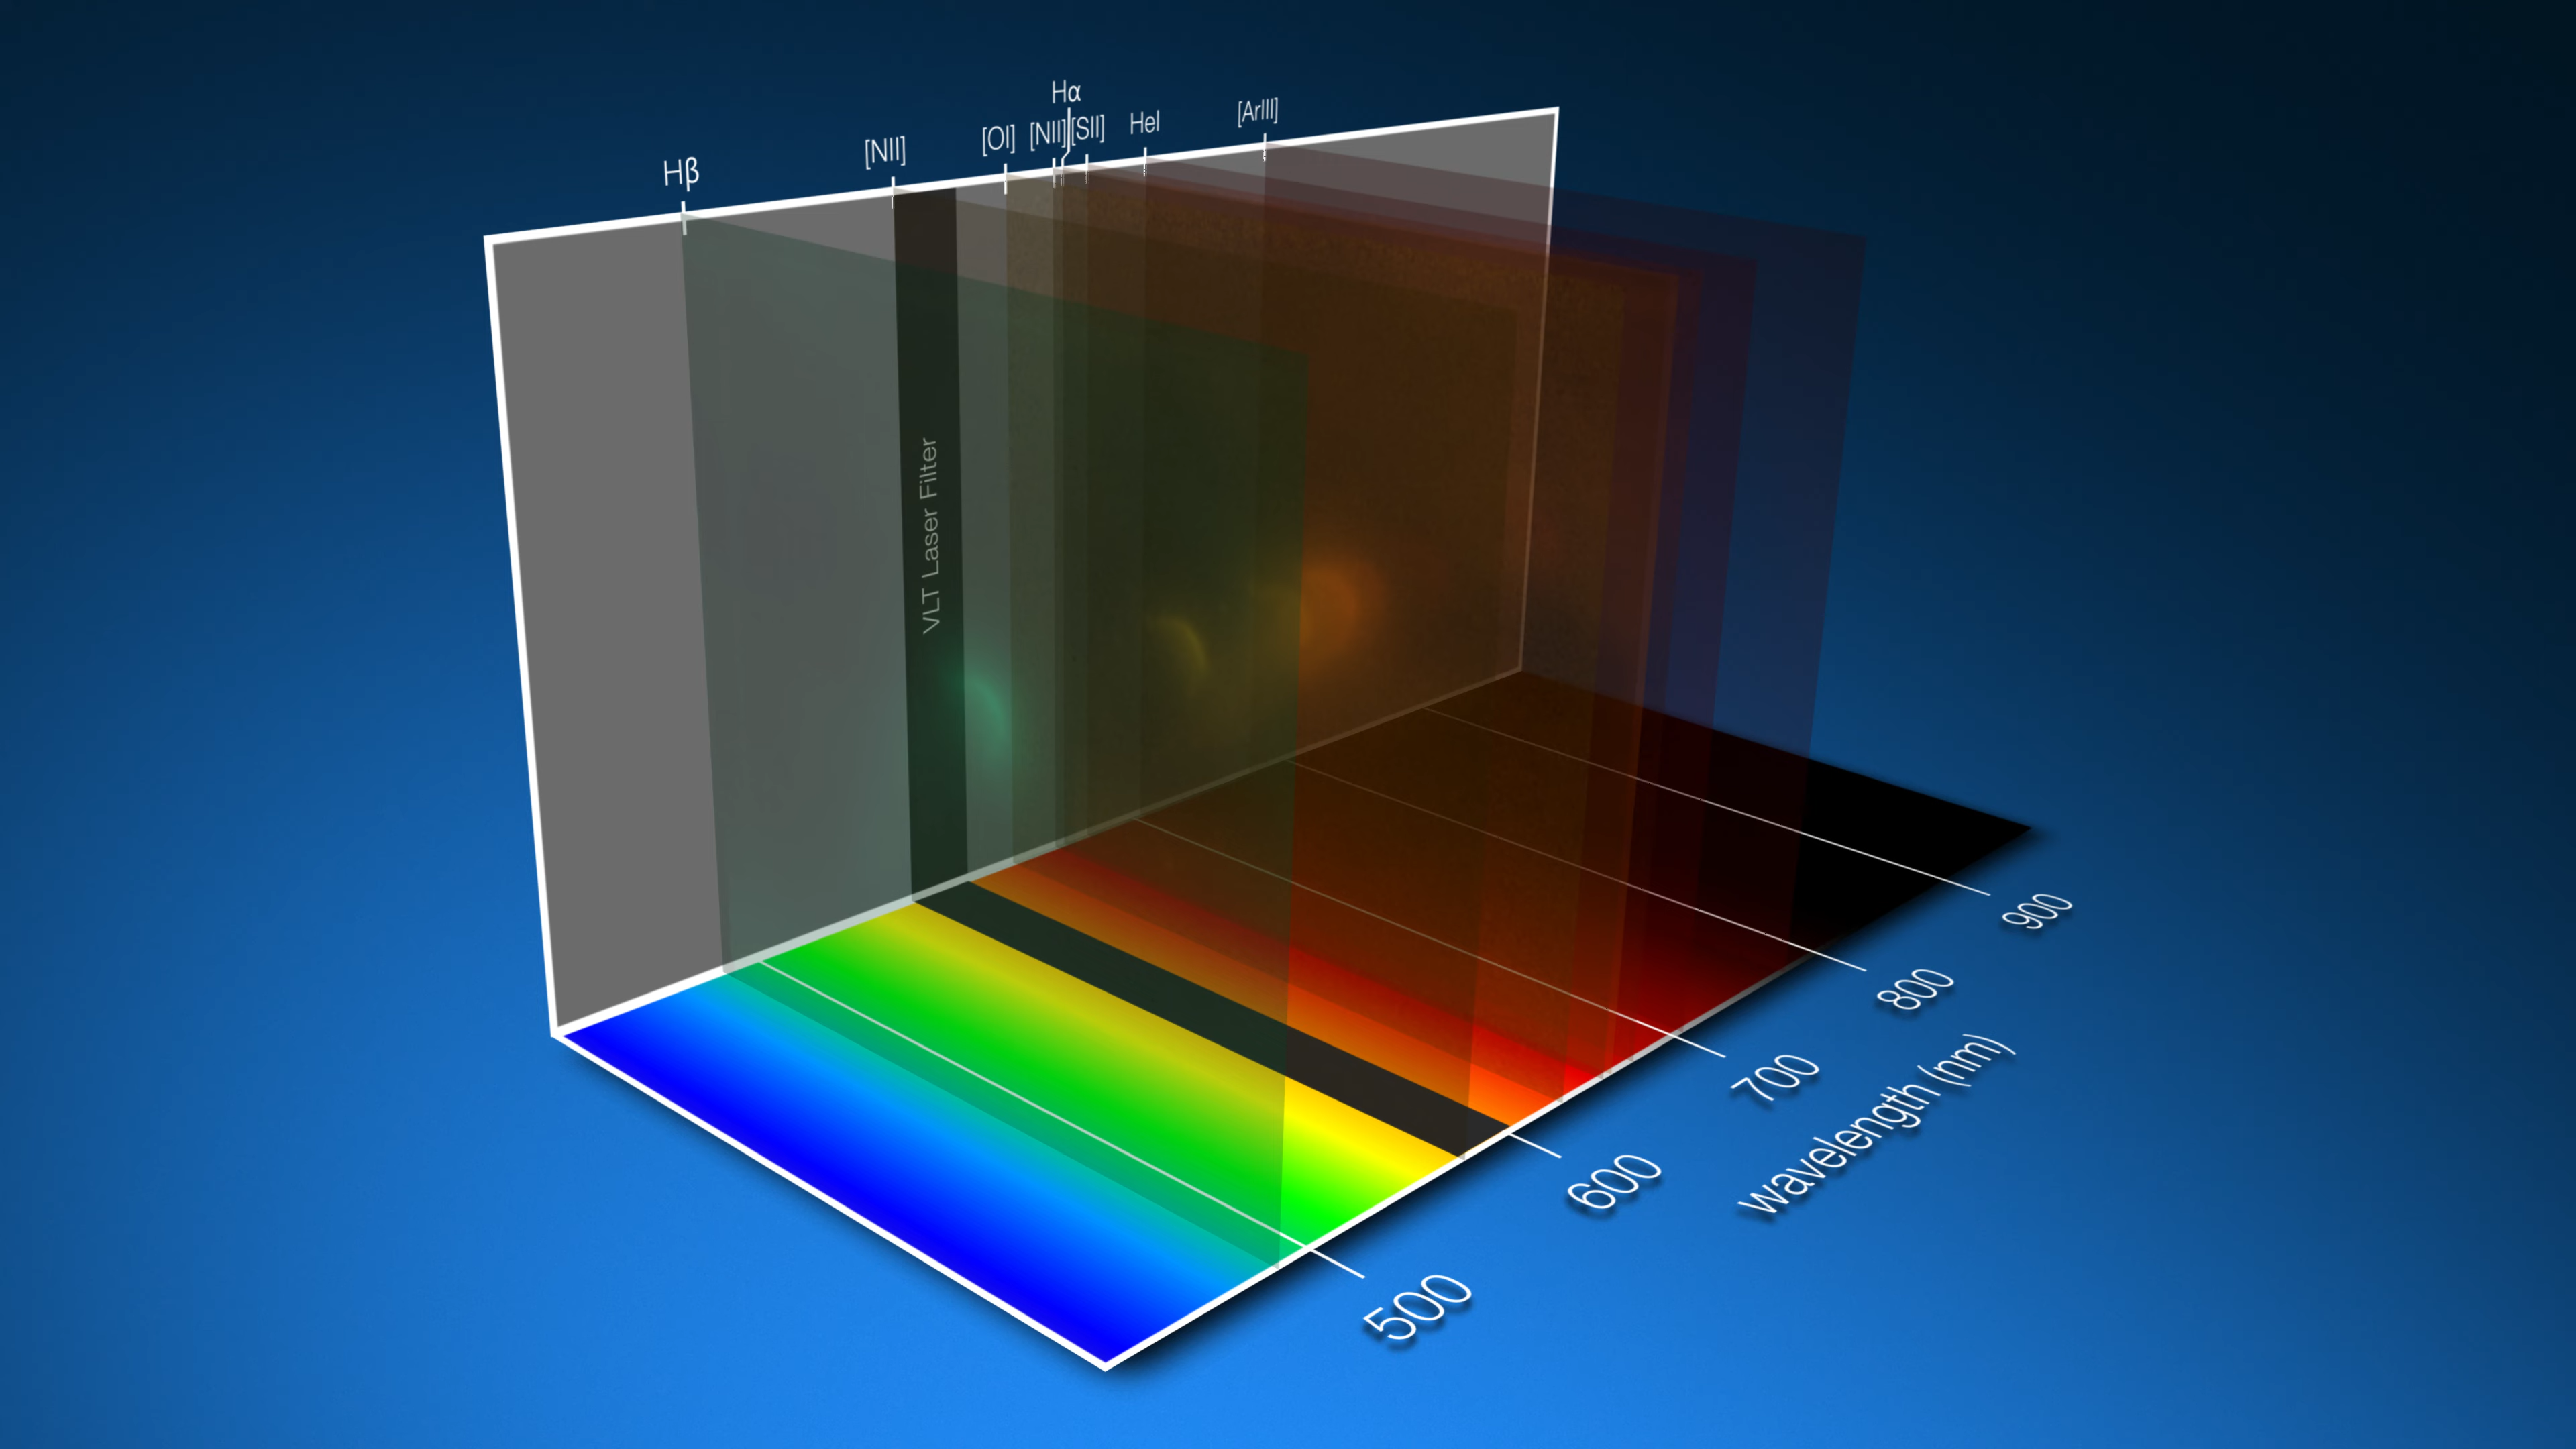 Hα
[NII]
[OI]
[NII]
[SII]
HeI
[ArIII]
Hβ
VLT Laser Filter
900
800
700
600
500
wavelength (nm)